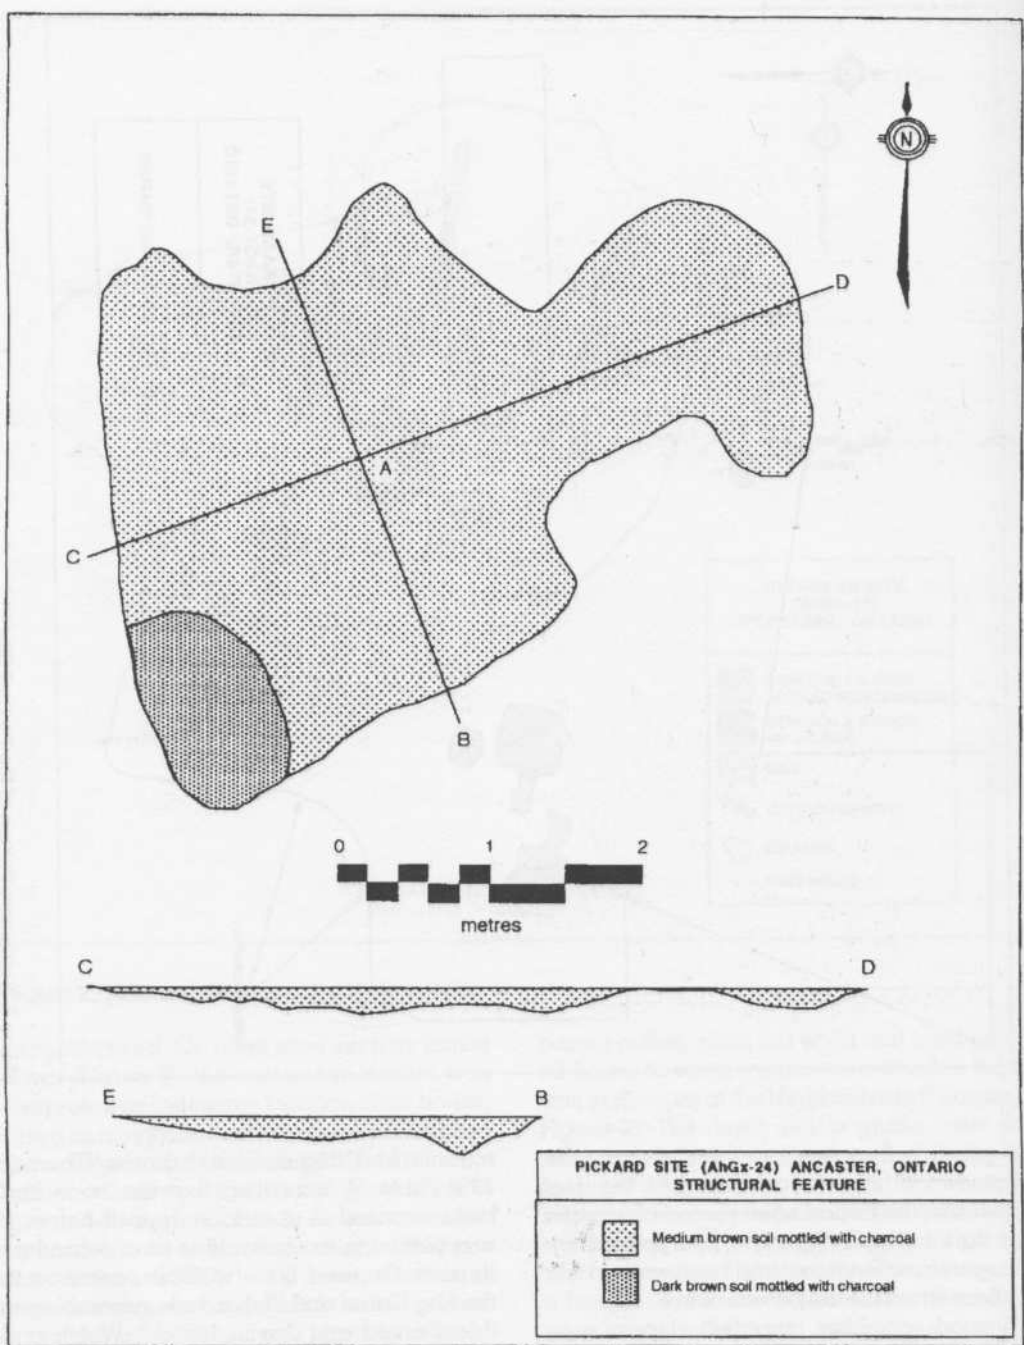 N
E
D
A
C
B
0 1 2
metres
C D
E B
PICKARD SITE (AhGx-24) ANCASTER, ONTARIO
STRUCTURAL FEATURE
Medium brown soil mottled with charcoal
Dark brown soil mottled with charcoal